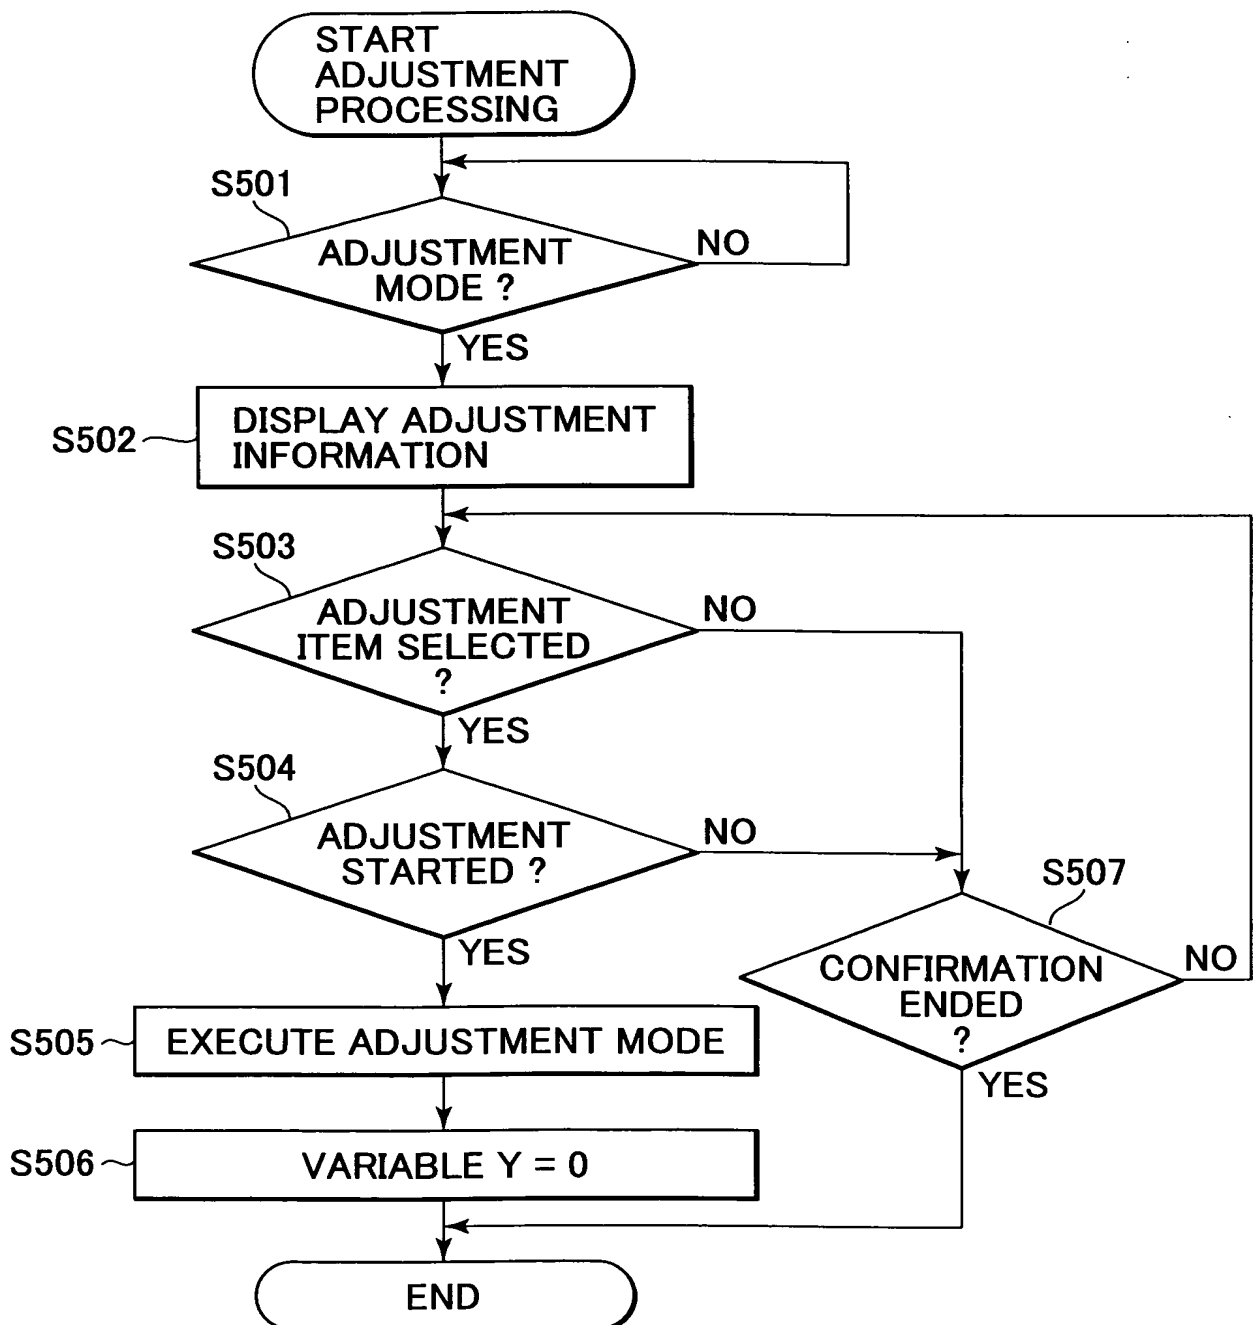 START
ADJUSTMENT
PROCESSING
S501
ADJUSTMENT
MODE ?
NO
YES
S502
DISPLAY ADJUSTMENT
INFORMATION
S503
ADJUSTMENT
ITEM SELECTED
?
NO
YES
S504
ADJUSTMENT
STARTED ?
NO
YES
S507
CONFIRMATION
ENDED
?
NO
YES
S505
EXECUTE ADJUSTMENT MODE
S506
VARIABLE Y = 0
END